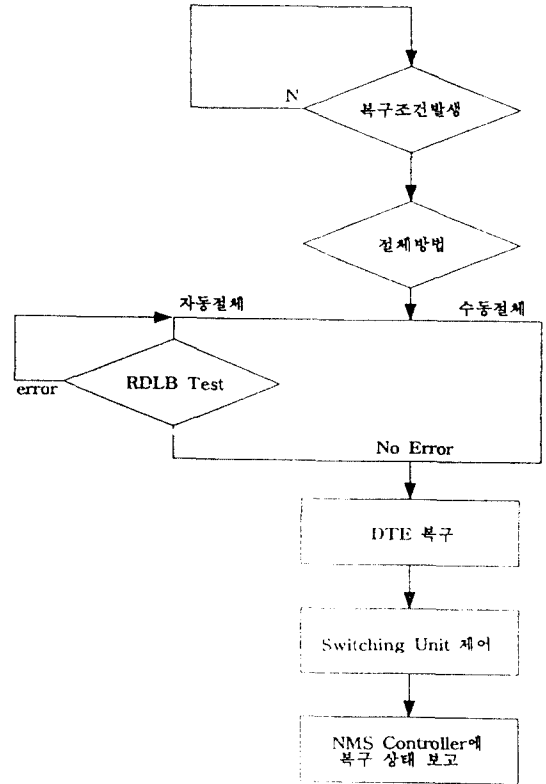 N
복구조건발생
절체방법
자동절체
수동절체
error
RDLB Test
No Error
DTE 복구
Switching Unit 제어
NMS Controller에
복구 상태 보고